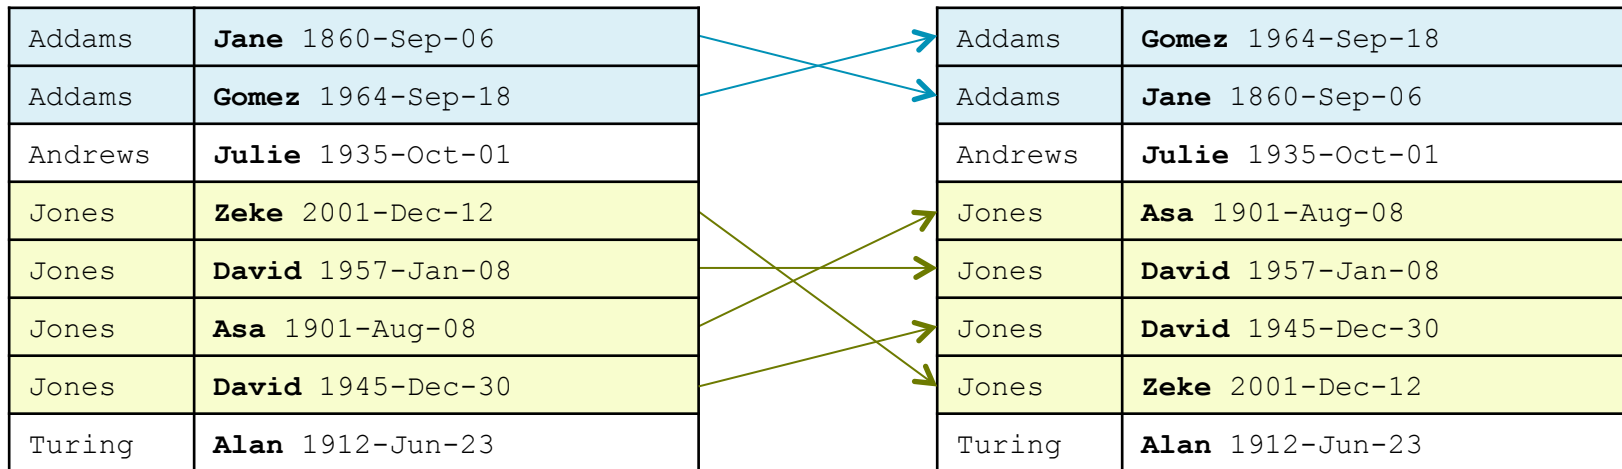 Addams Jane 1860-Sep-06 Addams Gomez 1964-Sep-18
Addams Gomez 1964-Sep-18 Addams Jane 1860-Sep-06
Andrews Julie 1935-Oct-01 Andrews Julie 1935-Oct-01
Jones Zeke 2001-Dec-12 Jones Asa 1901-Aug-08
Jones David 1957-Jan-08 Jones David 1957-Jan-08
Jones Asa 1901-Aug-08 Jones David 1945-Dec-30
Jones David 1945-Dec-30 Jones Zeke 2001-Dec-12
Turing Alan 1912-Jun-23 Turing Alan 1912-Jun-23